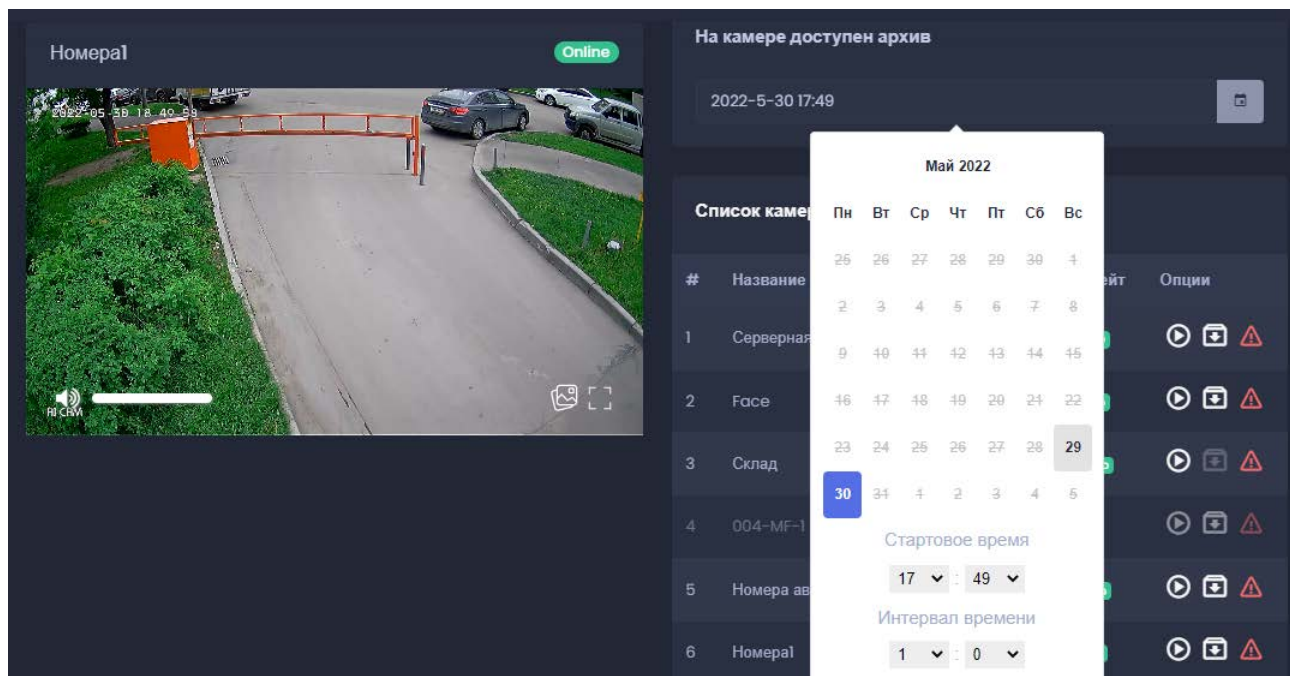 Номера1
Online
2022-05-30 18 49 59
AI CAM
На камере доступен архив
2022-5-30 17:49
Май 2022
Пн Вт Ср Чт Пт Сб Вс
25 26 27 28 29 30 1
2 3 4 5 6 7 8
9 10 11 12 13 14 15
16 17 18 19 20 21 22
23 24 25 26 27 28 29
30 31 1 2 3 4 5
Стартовое время
17 : 49
Интервал времени
1 : 0
Список
# Название Опции
1 Серверная
2 Face
3 Склад
4 004-MF-1
5 Номера
6 Номера1